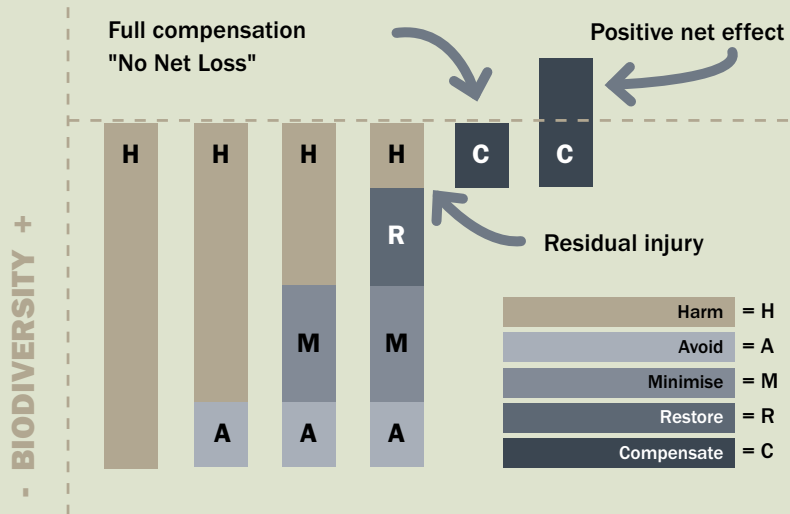 Full compensation
"No Net Loss"
Positive net effect
H
H
H
H
C
C
R
Residual injury
M
M
A
A
A
Harm = H
Avoid = A
Minimise = M
Restore = R
Compensate = C
- BIODIVERSITY +